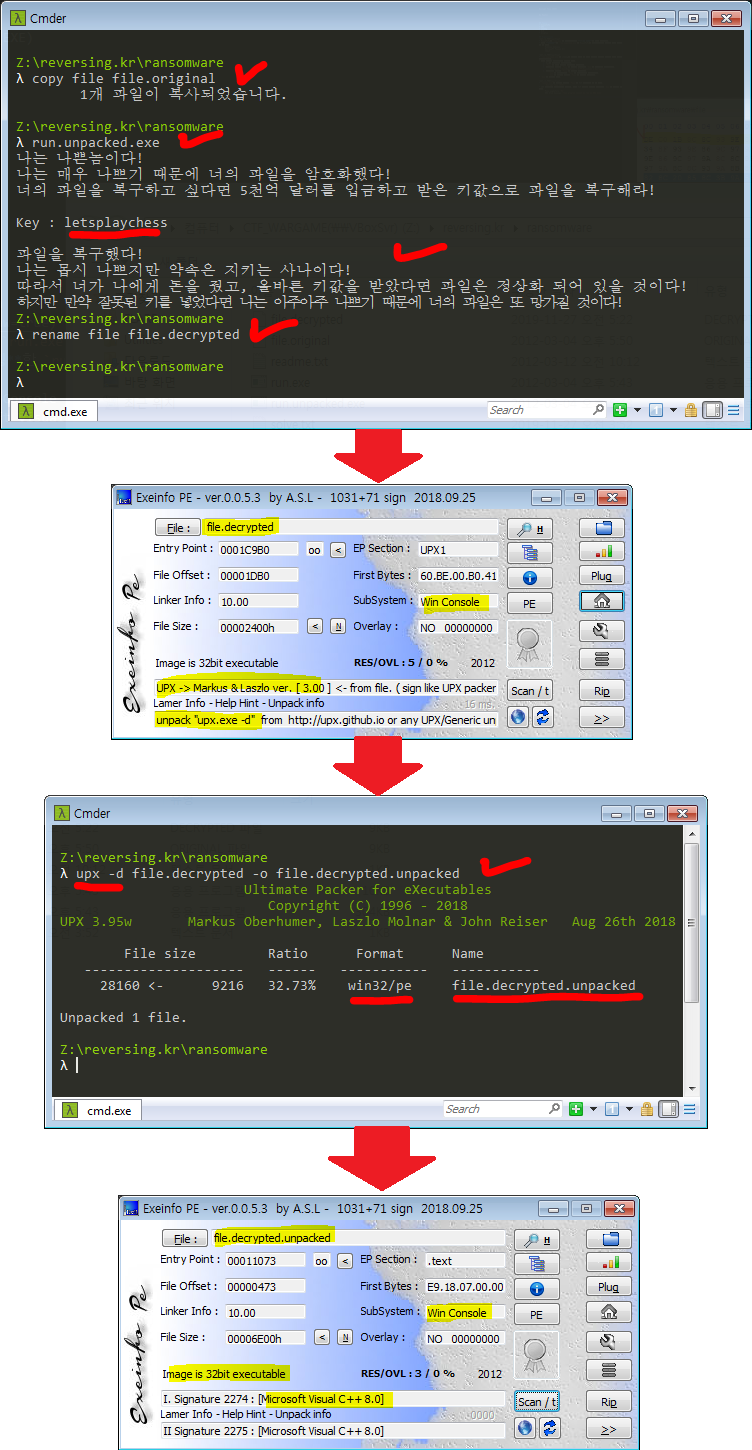 Cmder
Z:\reversing.kr\ransomware
λ copy file file.original
1개 파일이 복사되었습니다.
Z:\reversing.kr\ransomware
λ run.unpacked.exe
나는 나쁜놈이다!
나는 매우 나쁘기 때문에 너의 파일을 암호화했다!
너의 파일을 복구하고 싶다면 5천억 달러를 입금하고 받은 키값으로 파일을 복구해라!
Key : letsplaychess
파일을 복구했다!
나는 몹시 나쁘지만 약속은 지키는 사나이다!
따라서 너가 나에게 돈을 줬고, 올바른 키값을 받았다면 파일은 정상화 되어 있을 것이다!
하지만 만약 잘못된 키를 넣었다면 나는 아주아주 나쁘기 때문에 너의 파일은 또 망가질 것이다!
Z:\reversing.kr\ransomware
λ rename file file.decrypted
Z:\reversing.kr\ransomware
λ
λ cmd.exe Search
Exeinfo PE - ver.0.0.5.3 by A.S.L - 1031+71 sign 2018.09.25
File : file.decrypted H
Entry Point : 0001C9B0 oo < EP Section : UPX1
File Offset : 00001DB0 First Bytes : 60.BE.00.B0.41 Plug
Linker Info : 10.00 SubSystem : Win Console PE
File Size : 00002400h < N Overlay : NO 00000000
Exeinfo Pe
Image is 32bit executable RES/OVL : 5 / 0 % 2012
UPX -> Markus & Laszlo ver. [ 3.00 ] <- from file. ( sign like UPX packer Scan / t Rip
Lamer Info - Help Hint - Unpack info 16 ms.
unpack "upx.exe -d" from http://upx.github.io or any UPX/Generic un >>
Cmder
Z:\reversing.kr\ransomware
λ upx -d file.decrypted -o file.decrypted.unpacked
Ultimate Packer for eXecutables
Copyright (C) 1996 - 2018
UPX 3.95w Markus Oberhumer, Laszlo Molnar & John Reiser Aug 26th 2018
File size Ratio Format Name
-------------------- ------ ----------- -----------
28160 <- 9216 32.73% win32/pe file.decrypted.unpacked
Unpacked 1 file.
Z:\reversing.kr\ransomware
λ
λ cmd.exe Search
Exeinfo PE - ver.0.0.5.3 by A.S.L - 1031+71 sign 2018.09.25
File : file.decrypted.unpacked H
Entry Point : 00011073 oo < EP Section : .text
File Offset : 00000473 First Bytes : E9.18.07.00.00 Plug
Linker Info : 10.00 SubSystem : Win Console PE
File Size : 00006E00h < N Overlay : NO 00000000
Exeinfo Pe
Image is 32bit executable RES/OVL : 3 / 0 % 2012
I. Signature 2274 : [Microsoft Visual C++ 8.0] Scan / t Rip
Lamer Info - Help Hint - Unpack info 0000
II Signature 2275 : [Microsoft Visual C++ 8.0] >>